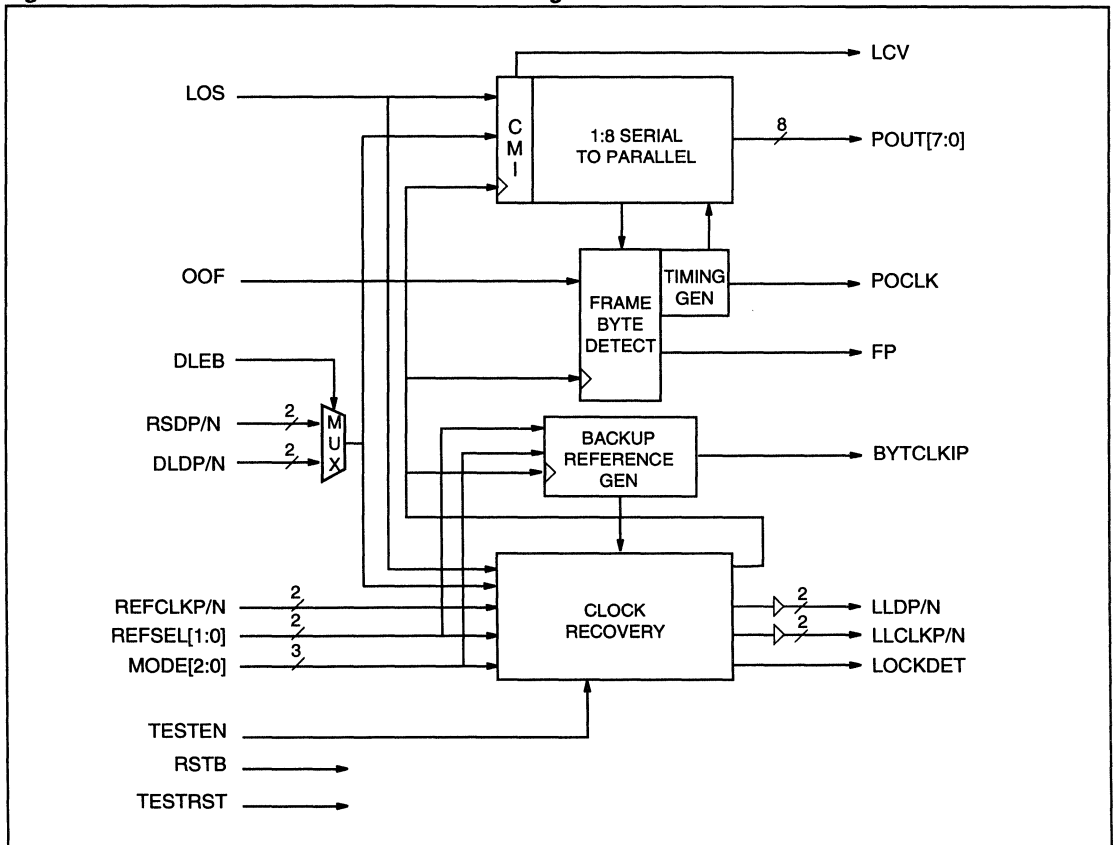 LCV
LOS
C
M
I
1:8 SERIAL
TO PARALLEL
8
POUT[7:0]
OOF
FRAME
BYTE
DETECT
TIMING
GEN
POCLK
FP
DLEB
RSDP/N
2
DLDP/N
2
M
U
X
BACKUP
REFERENCE
GEN
BYTCLKIP
REFCLKP/N
2
REFSEL[1:0]
2
MODE[2:0]
3
CLOCK
RECOVERY
2
LLDP/N
2
LLCLKP/N
LOCKDET
TESTEN
RSTB
TESTRST